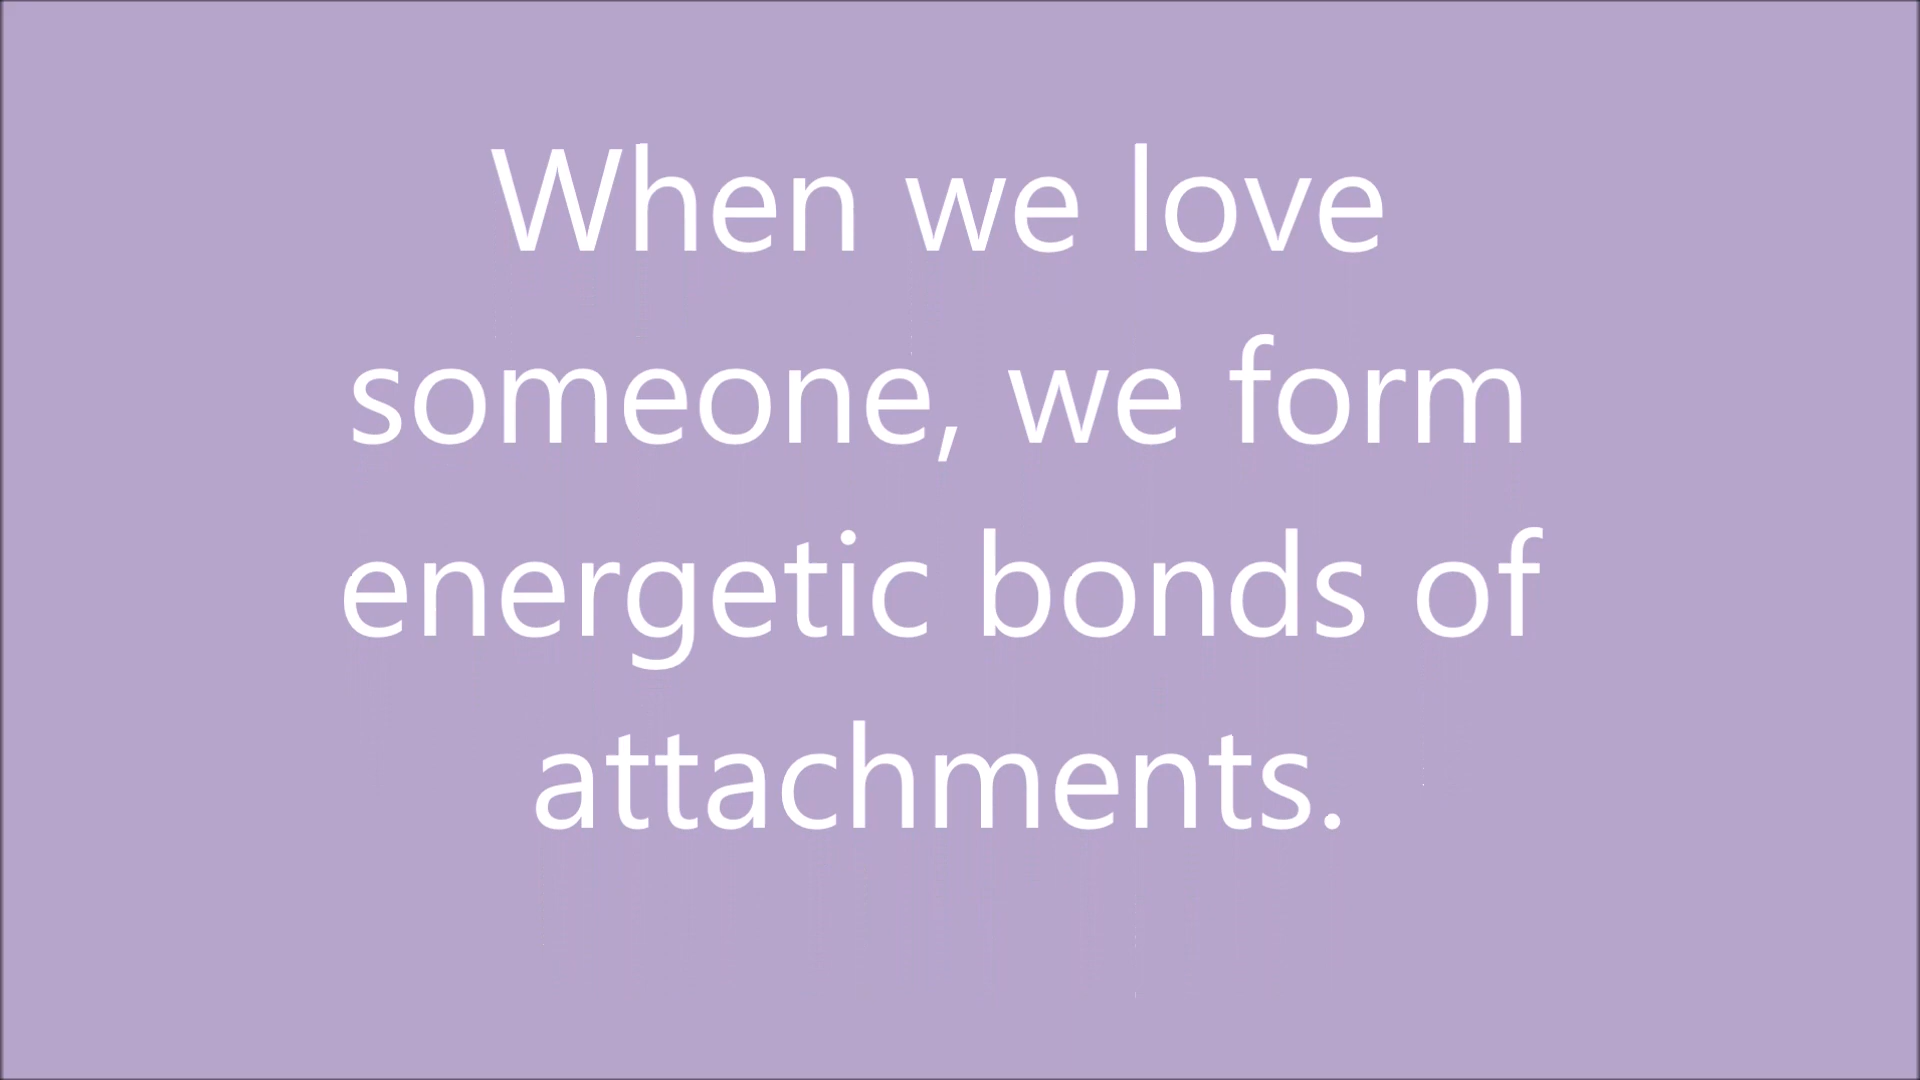 When we love
someone, we form
energetic bonds of
attachments.